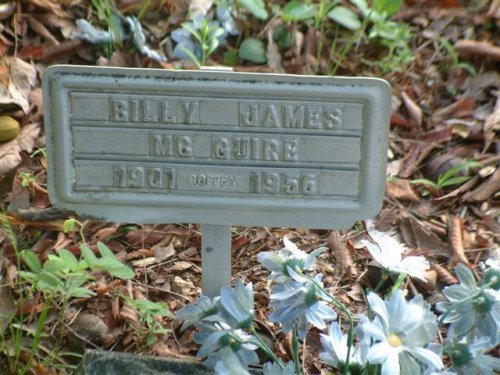 BILLY JAMES
MC GUIRE
1901 COFFEY 1956